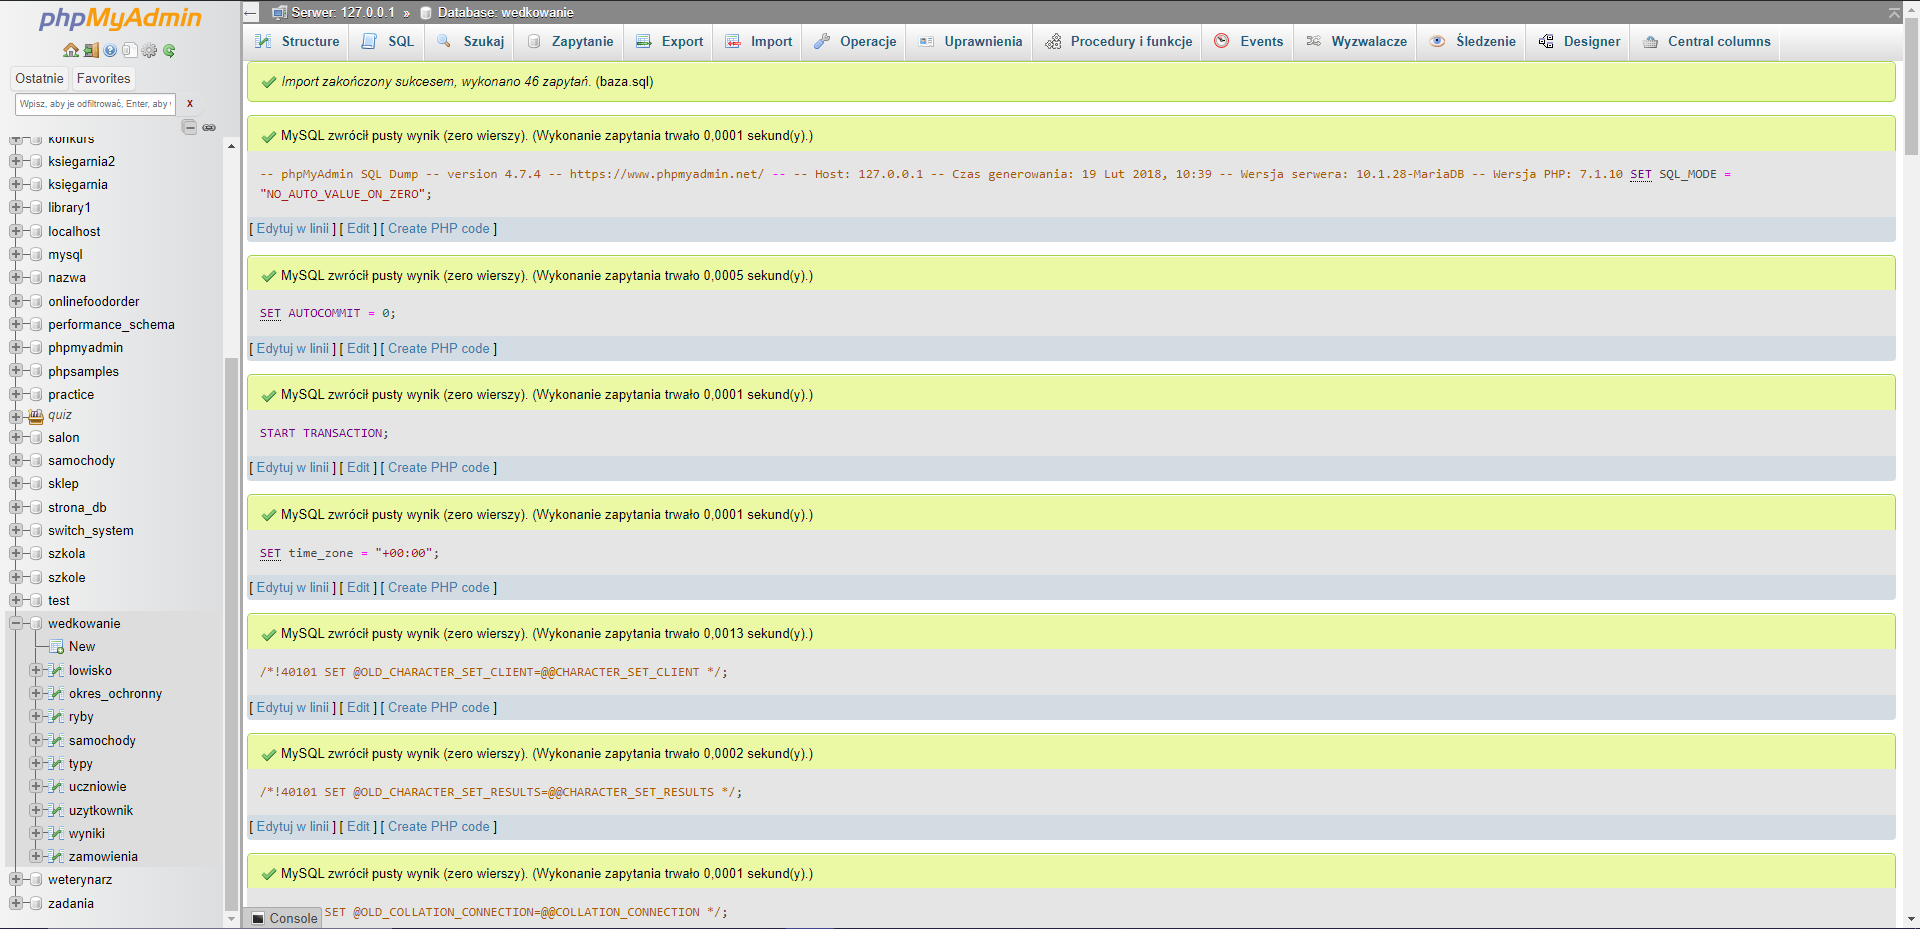 phpMyAdmin
Ostatnie Favorites
Wpisz, aby je odfiltrować, Enter, aby
X
konkurs
ksiegarnia2
księgarnia
library1
localhost
mysql
nazwa
onlinefoodorder
performance_schema
phpmyadmin
phpsamples
practice
quiz
salon
samochody
sklep
strona_db
switch_system
szkola
szkole
test
wedkowanie
New
lowisko
okres_ochronny
ryby
samochody
typy
uczniowie
uzytkownik
wyniki
zamowienia
weterynarz
zadania
Serwer: 127.0.0.1 » Database: wedkowanie
Structure SQL Szukaj Zapytanie Export Import Operacje Uprawnienia Procedury i funkcje Events Wyzwalacze Śledzenie Designer Central columns
Import zakończony sukcesem, wykonano 46 zapytań. (baza.sql)
MySQL zwrócił pusty wynik (zero wierszy). (Wykonanie zapytania trwało 0,0001 sekund(y).)
-- phpMyAdmin SQL Dump -- version 4.7.4 -- https://www.phpmyadmin.net/ -- -- Host: 127.0.0.1 -- Czas generowania: 19 Lut 2018, 10:39 -- Wersja serwera: 10.1.28-MariaDB -- Wersja PHP: 7.1.10 SET SQL_MODE =
"NO_AUTO_VALUE_ON_ZERO";
[ Edytuj w linii ] [ Edit ] [ Create PHP code ]
MySQL zwrócił pusty wynik (zero wierszy). (Wykonanie zapytania trwało 0,0005 sekund(y).)
SET AUTOCOMMIT = 0;
[ Edytuj w linii ] [ Edit ] [ Create PHP code ]
MySQL zwrócił pusty wynik (zero wierszy). (Wykonanie zapytania trwało 0,0001 sekund(y).)
START TRANSACTION;
[ Edytuj w linii ] [ Edit ] [ Create PHP code ]
MySQL zwrócił pusty wynik (zero wierszy). (Wykonanie zapytania trwało 0,0001 sekund(y).)
SET time_zone = "+00:00";
[ Edytuj w linii ] [ Edit ] [ Create PHP code ]
MySQL zwrócił pusty wynik (zero wierszy). (Wykonanie zapytania trwało 0,0013 sekund(y).)
/*!40101 SET @OLD_CHARACTER_SET_CLIENT=@@CHARACTER_SET_CLIENT */;
[ Edytuj w linii ] [ Edit ] [ Create PHP code ]
MySQL zwrócił pusty wynik (zero wierszy). (Wykonanie zapytania trwało 0,0002 sekund(y).)
/*!40101 SET @OLD_CHARACTER_SET_RESULTS=@@CHARACTER_SET_RESULTS */;
[ Edytuj w linii ] [ Edit ] [ Create PHP code ]
MySQL zwrócił pusty wynik (zero wierszy). (Wykonanie zapytania trwało 0,0001 sekund(y).)
SET @OLD_COLLATION_CONNECTION=@@COLLATION_CONNECTION */;
Console